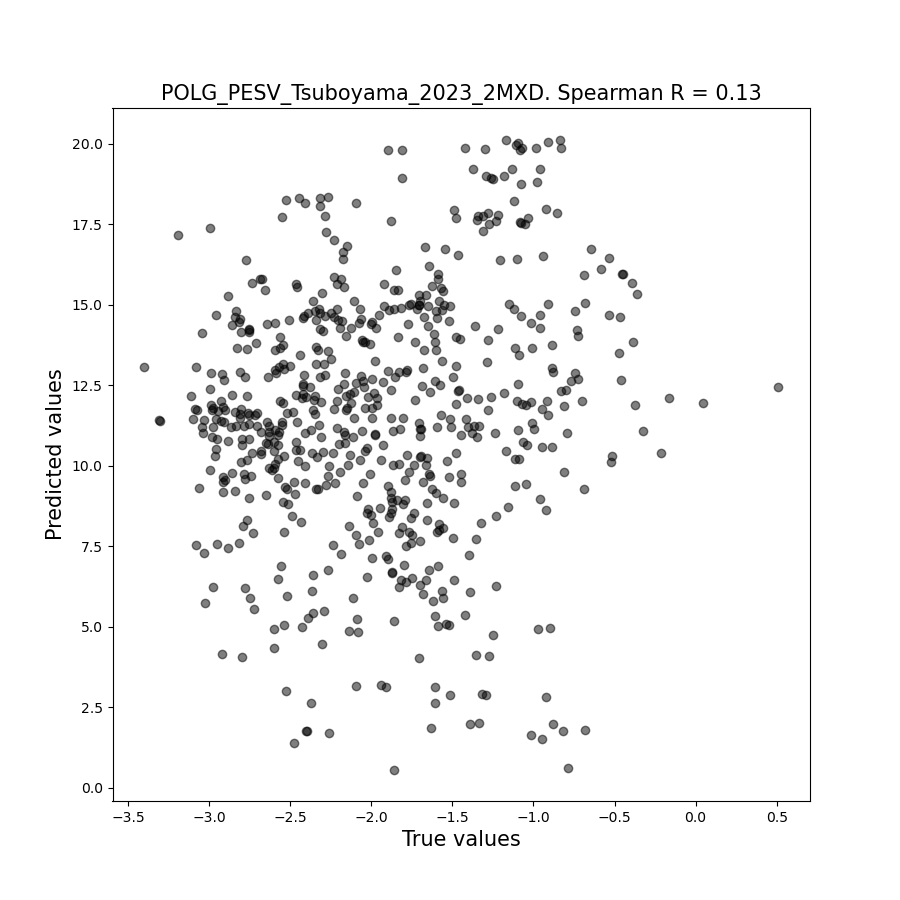 POLG_PESV_Tsuboyama_2023_2MXD. Spearman R = 0.13
20.0
17.5
15.0
12.5
10.0
7.5
5.0
2.5
0.0
Predicted values
−3.5 −3.0 −2.5 −2.0 −1.5 −1.0 −0.5 0.0 0.5
True values